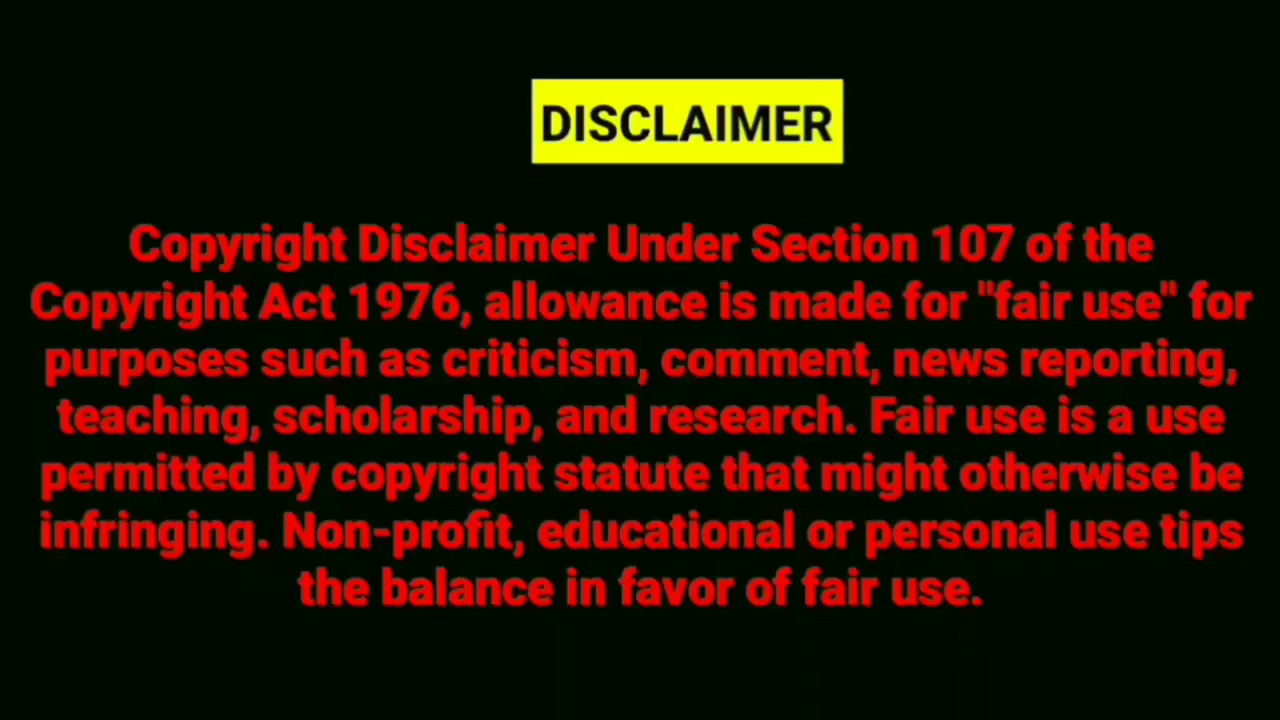 DISCLAIMER
Copyright Disclaimer Under Section 107 of the
Copyright Act 1976, allowance is made for "fair use" for
purposes such as criticism, comment, news reporting,
teaching, scholarship, and research. Fair use is a use
permitted by copyright statute that might otherwise be
infringing. Non-profit, educational or personal use tips
the balance in favor of fair use.